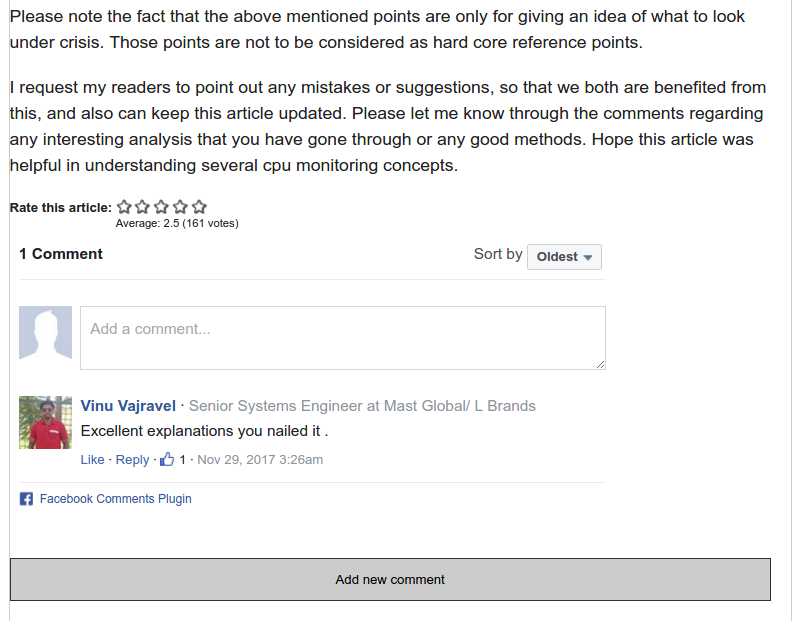 Please note the fact that the above mentioned points are only for giving an idea of what to look
under crisis. Those points are not to be considered as hard core reference points.
I request my readers to point out any mistakes or suggestions, so that we both are benefited from
this, and also can keep this article updated. Please let me know through the comments regarding
any interesting analysis that you have gone through or any good methods. Hope this article was
helpful in understanding several cpu monitoring concepts.
Rate this article:
Average: 2.5 (161 votes)
1 Comment Sort by Oldest
Add a comment...
Vinu Vajravel · Senior Systems Engineer at Mast Global/ L Brands
Excellent explanations you nailed it .
Like · Reply · 1 · Nov 29, 2017 3:26am
Facebook Comments Plugin
Add new comment